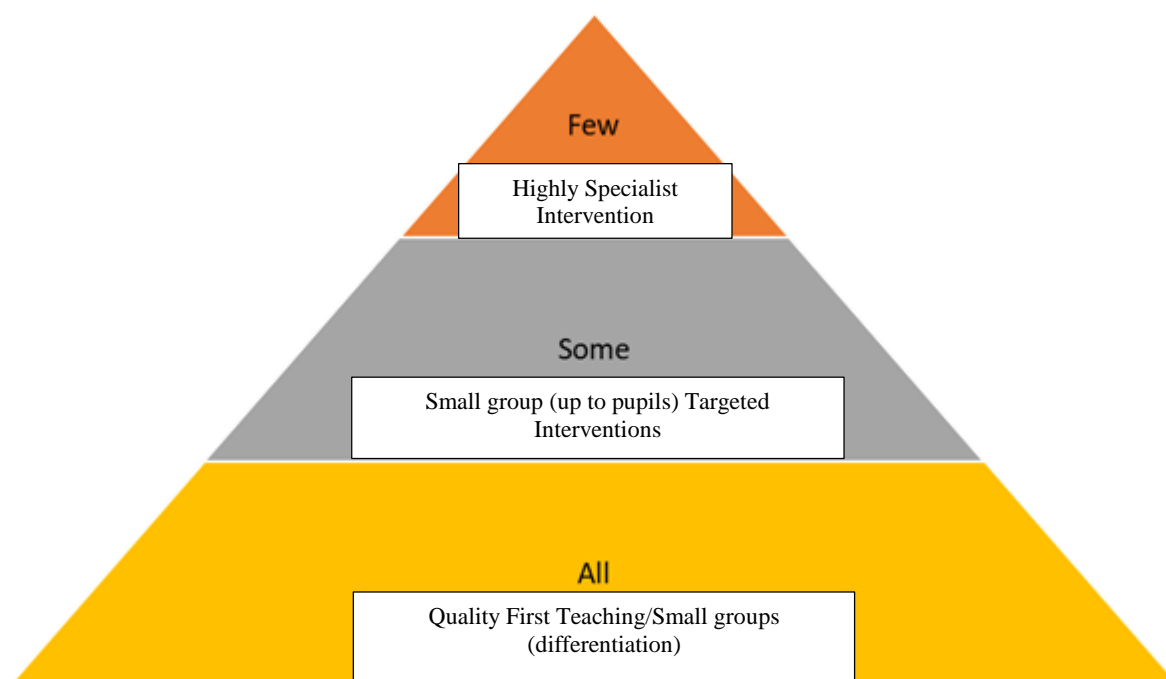 Few
Highly Specialist
Intervention
Some
Small group (up to pupils) Targeted
Interventions
All
Quality First Teaching/Small groups
(differentiation)